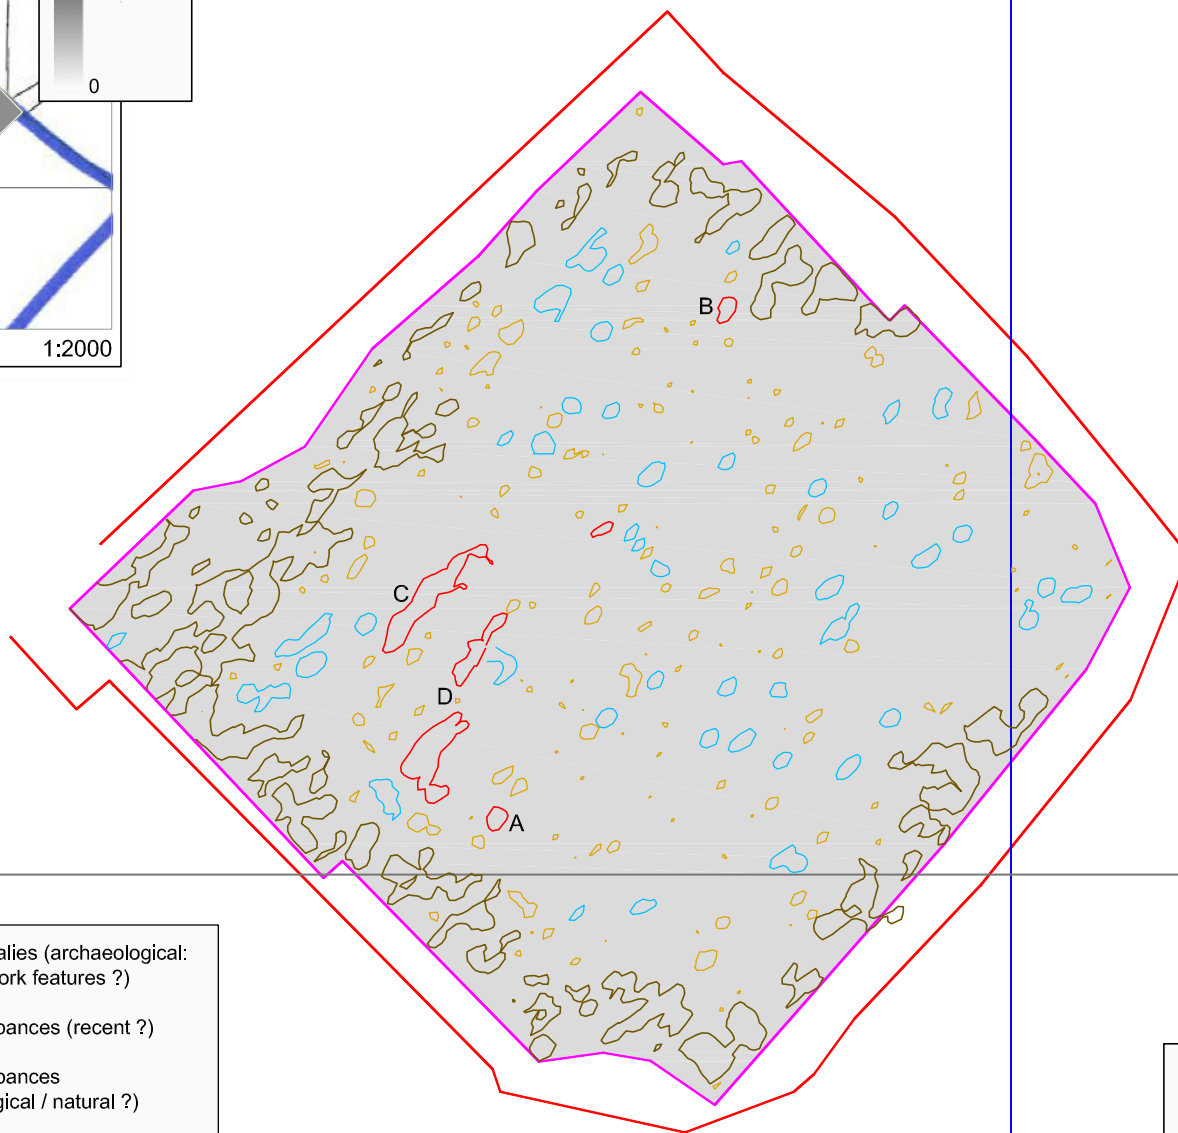 0
1:2000
B
C
D
A
alies (archaeological:
ork features ?)
bances (recent ?)
bances
gical / natural ?)